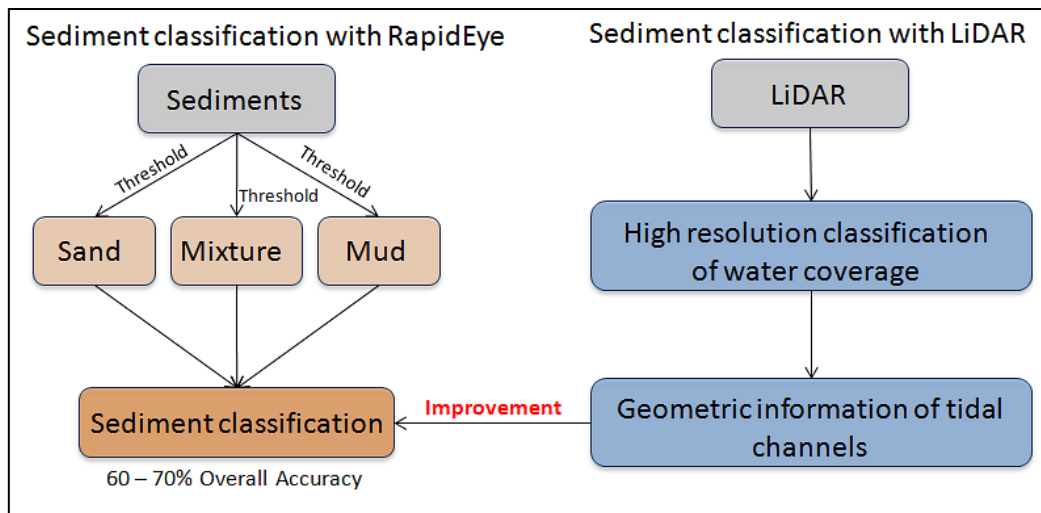 Sediment classification with RapidEye
Sediments
Threshold
Threshold
Threshold
Sand
Mixture
Mud
Sediment classification
60 – 70% Overall Accuracy
Sediment classification with LiDAR
LiDAR
High resolution classification
of water coverage
Geometric information of tidal
channels
Improvement